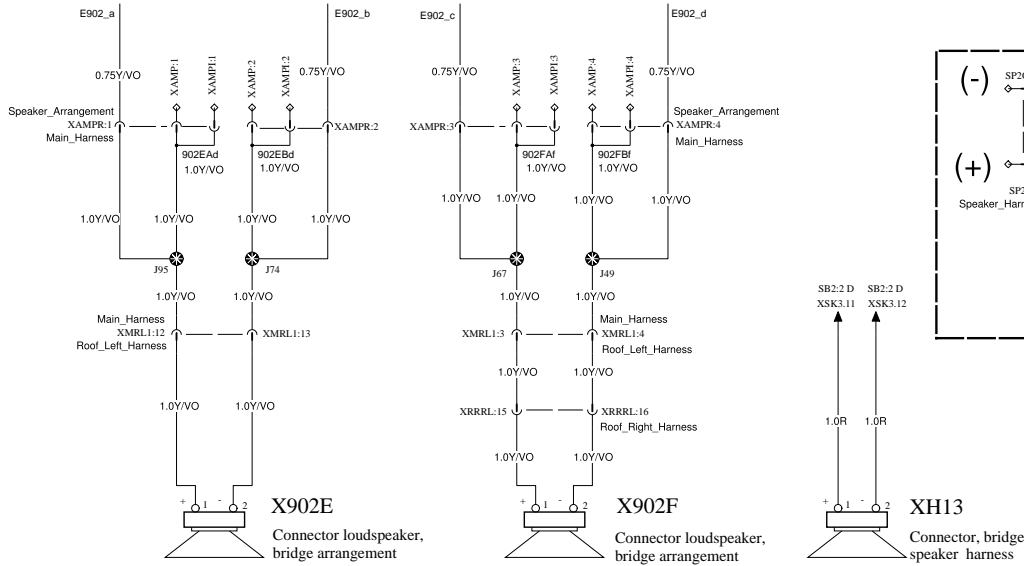 E902_a
E902_b
E902_c
E902_d
0.75Y/VO
XAMP:1
XAMPI:1
XAMP:2
XAMPI:2
0.75Y/VO
0.75Y/VO
XAMP:3
XAMPI:3
XAMP:4
XAMPI:4
0.75Y/VO
(-)
Speaker_Arrangement
XAMPR:1
Main_Harness
XAMPR:2
XAMPR:3
Speaker_Arrangement
XAMPR:4
Main_Harness
902EAd
1.0Y/VO
902EBd
1.0Y/VO
902FAf
1.0Y/VO
902FBf
1.0Y/VO
(+)
Speaker_Harn
1.0Y/VO
1.0Y/VO
1.0Y/VO
1.0Y/VO
1.0Y/VO
1.0Y/VO
1.0Y/VO
1.0Y/VO
J95
J74
J67
J49
1.0Y/VO
1.0Y/VO
1.0Y/VO
1.0Y/VO
SB2:2 D
XSK3.11
SB2:2 D
XSK3.12
Main_Harness
XMRL1:12
Roof_Left_Harness
XMRL1:13
XMRL1:3
Main_Harness
XMRL1:4
Roof_Left_Harness
1.0Y/VO
1.0Y/VO
1.0Y/VO
1.0Y/VO
XRRRL:15
XRRRL:16
Roof_Right_Harness
1.0R
1.0R
1.0Y/VO
1.0Y/VO
+ 1 - 2
X902E
Connector loudspeaker,
bridge arrangement
+ 1 - 2
X902F
Connector loudspeaker,
bridge arrangement
+ 1 - 2
XH13
Connector, bridge
speaker harness